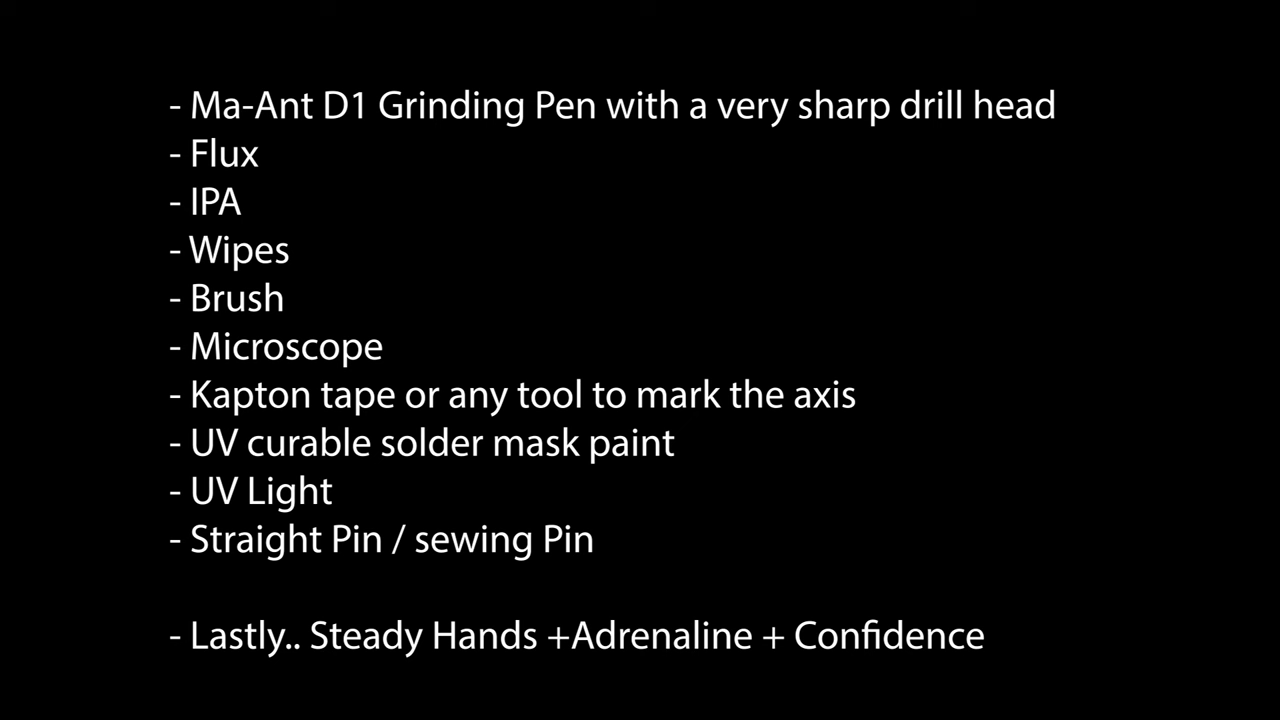 - Ma-Ant D1 Grinding Pen with a very sharp drill head
- Flux
- IPA
- Wipes
- Brush
- Microscope
- Kapton tape or any tool to mark the axis
- UV curable solder mask paint
- UV Light
- Straight Pin / sewing Pin
- Lastly.. Steady Hands +Adrenaline + Confidence